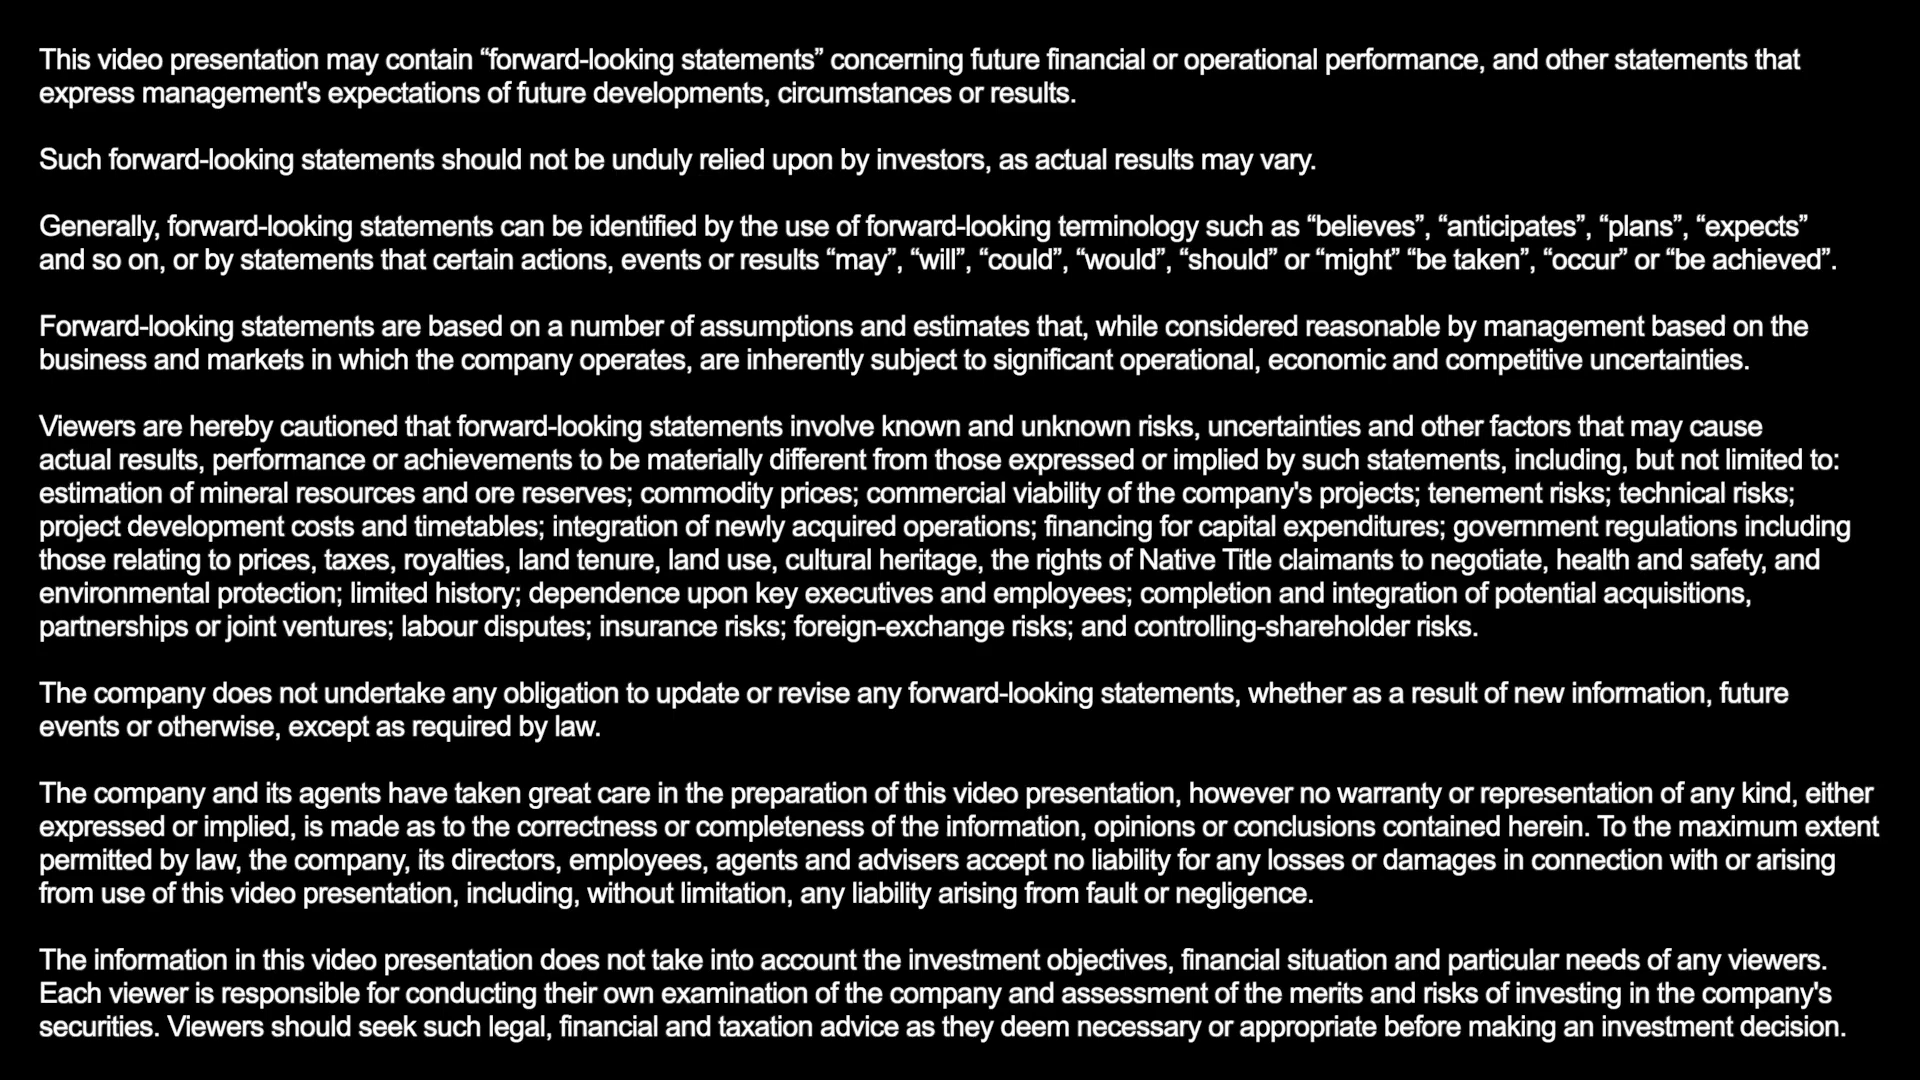 This video presentation may contain “forward-looking statements” concerning future financial or operational performance, and other statements that
express management's expectations of future developments, circumstances or results.
Such forward-looking statements should not be unduly relied upon by investors, as actual results may vary.
Generally, forward-looking statements can be identified by the use of forward-looking terminology such as “believes”, “anticipates”, “plans”, “expects”
and so on, or by statements that certain actions, events or results “may”, “will”, “could”, “would”, “should” or “might” “be taken”, “occur” or “be achieved”.
Forward-looking statements are based on a number of assumptions and estimates that, while considered reasonable by management based on the
business and markets in which the company operates, are inherently subject to significant operational, economic and competitive uncertainties.
Viewers are hereby cautioned that forward-looking statements involve known and unknown risks, uncertainties and other factors that may cause
actual results, performance or achievements to be materially different from those expressed or implied by such statements, including, but not limited to:
estimation of mineral resources and ore reserves; commodity prices; commercial viability of the company's projects; tenement risks; technical risks;
project development costs and timetables; integration of newly acquired operations; financing for capital expenditures; government regulations including
those relating to prices, taxes, royalties, land tenure, land use, cultural heritage, the rights of Native Title claimants to negotiate, health and safety, and
environmental protection; limited history; dependence upon key executives and employees; completion and integration of potential acquisitions,
partnerships or joint ventures; labour disputes; insurance risks; foreign-exchange risks; and controlling-shareholder risks.
The company does not undertake any obligation to update or revise any forward-looking statements, whether as a result of new information, future
events or otherwise, except as required by law.
The company and its agents have taken great care in the preparation of this video presentation, however no warranty or representation of any kind, either
expressed or implied, is made as to the correctness or completeness of the information, opinions or conclusions contained herein. To the maximum extent
permitted by law, the company, its directors, employees, agents and advisers accept no liability for any losses or damages in connection with or arising
from use of this video presentation, including, without limitation, any liability arising from fault or negligence.
The information in this video presentation does not take into account the investment objectives, financial situation and particular needs of any viewers.
Each viewer is responsible for conducting their own examination of the company and assessment of the merits and risks of investing in the company's
securities. Viewers should seek such legal, financial and taxation advice as they deem necessary or appropriate before making an investment decision.